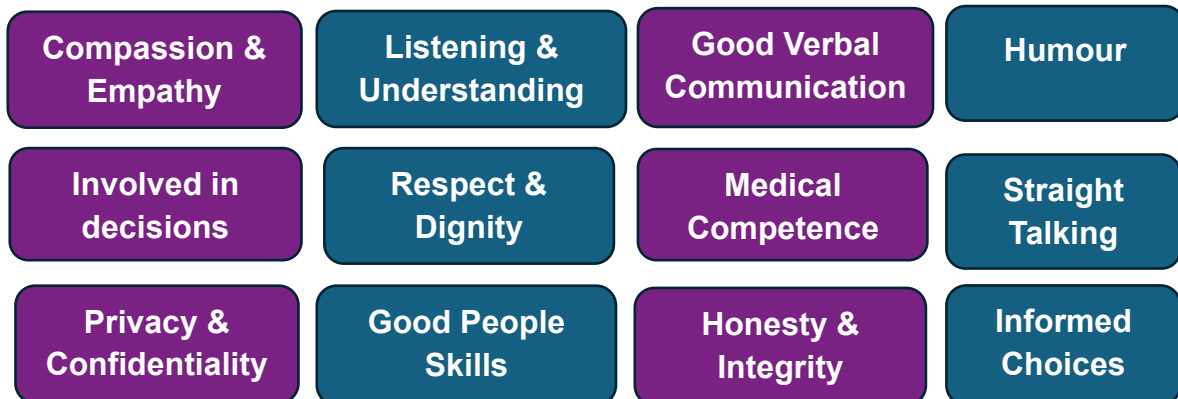 Compassion &
Empathy
Listening &
Understanding
Good Verbal
Communication
Humour
Involved in
decisions
Respect &
Dignity
Medical
Competence
Straight
Talking
Privacy &
Confidentiality
Good People
Skills
Honesty &
Integrity
Informed
Choices